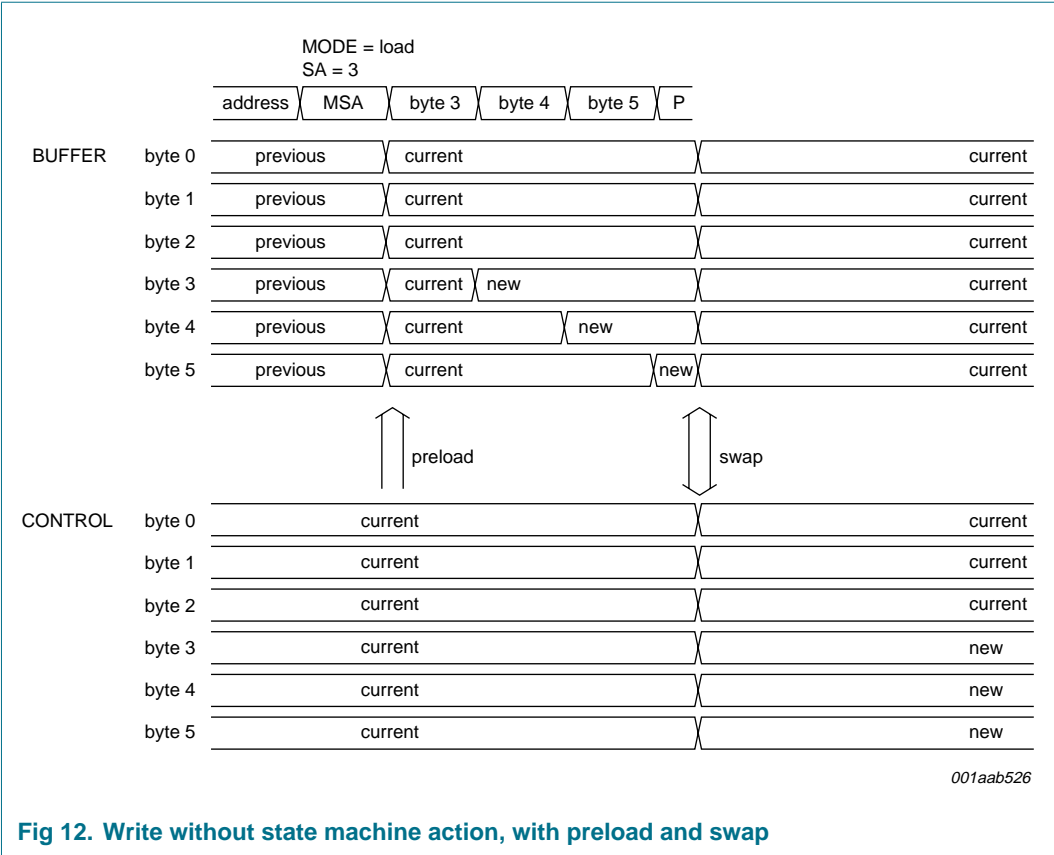 MODE = load
SA = 3
address MSA byte 3 byte 4 byte 5 P
BUFFER byte 0 previous current current
byte 1 previous current current
byte 2 previous current current
byte 3 previous current new current
byte 4 previous current new current
byte 5 previous current new current
preload swap
CONTROL byte 0 current current
byte 1 current current
byte 2 current current
byte 3 current new
byte 4 current new
byte 5 current new
001aab526
Fig 12. Write without state machine action, with preload and swap